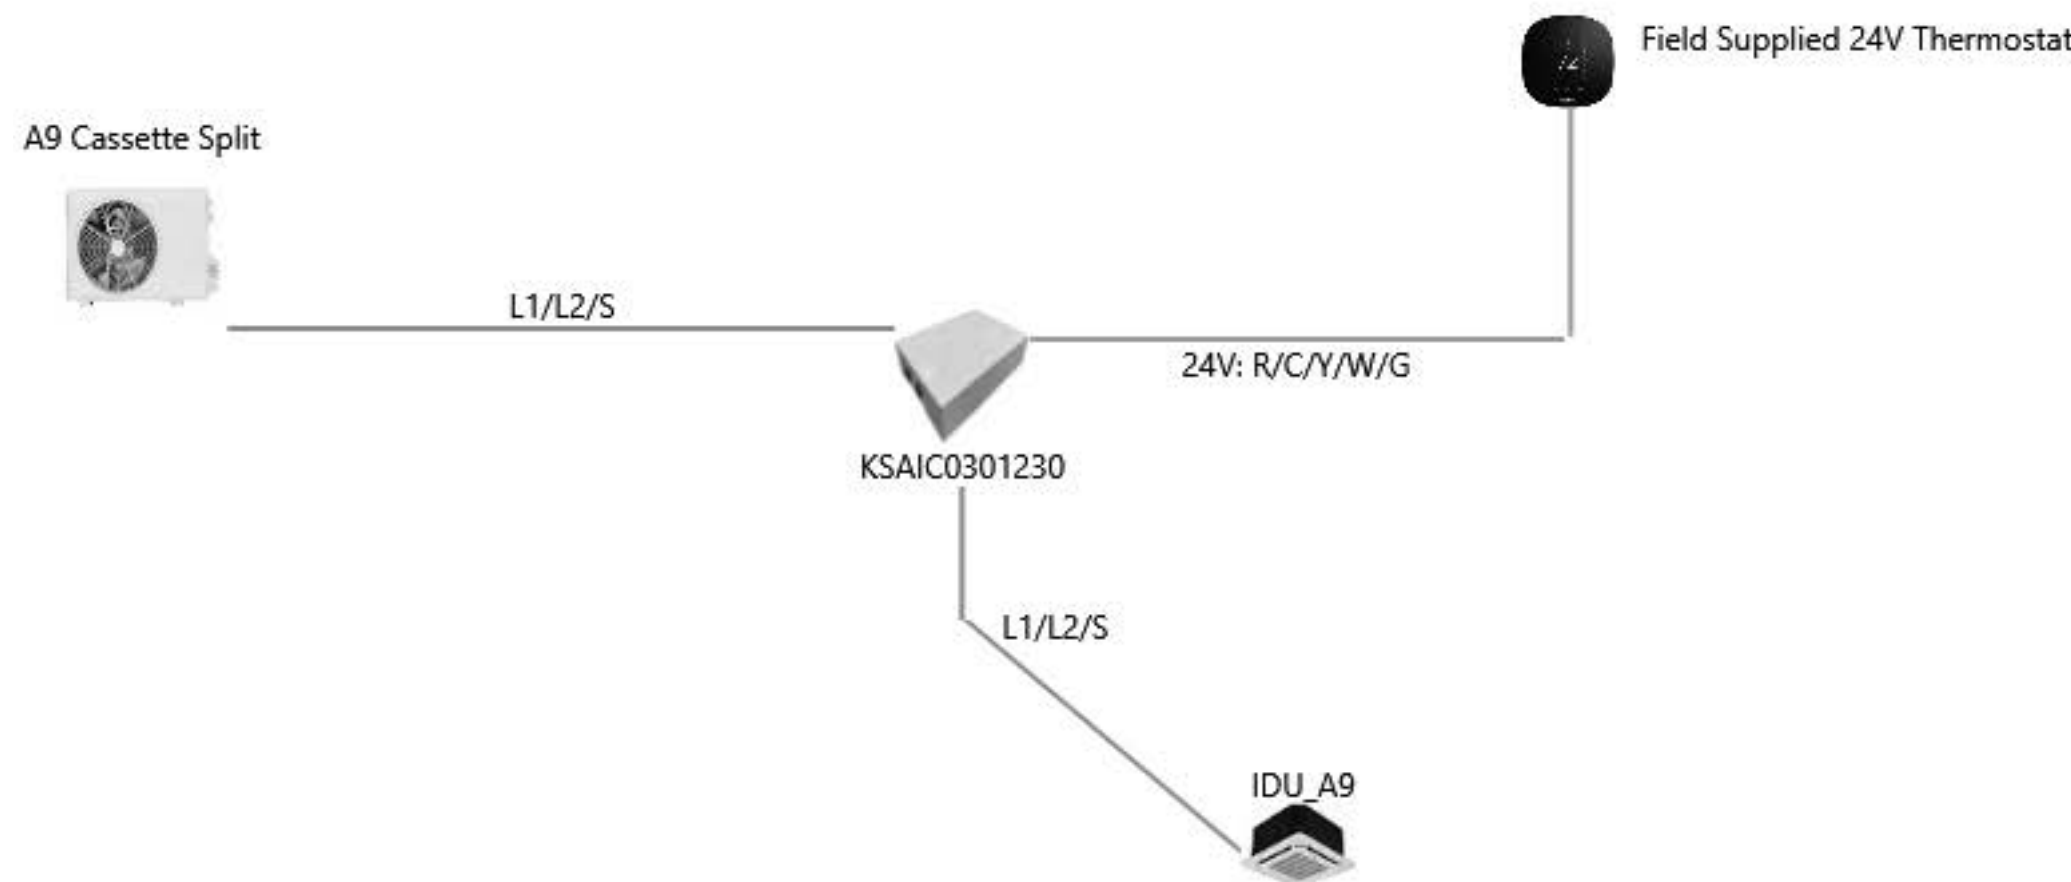 Field Supplied 24V Thermostat
A9 Cassette Split
L1/L2/S
24V: R/C/Y/W/G
KSAIC0301230
L1/L2/S
IDU_A9